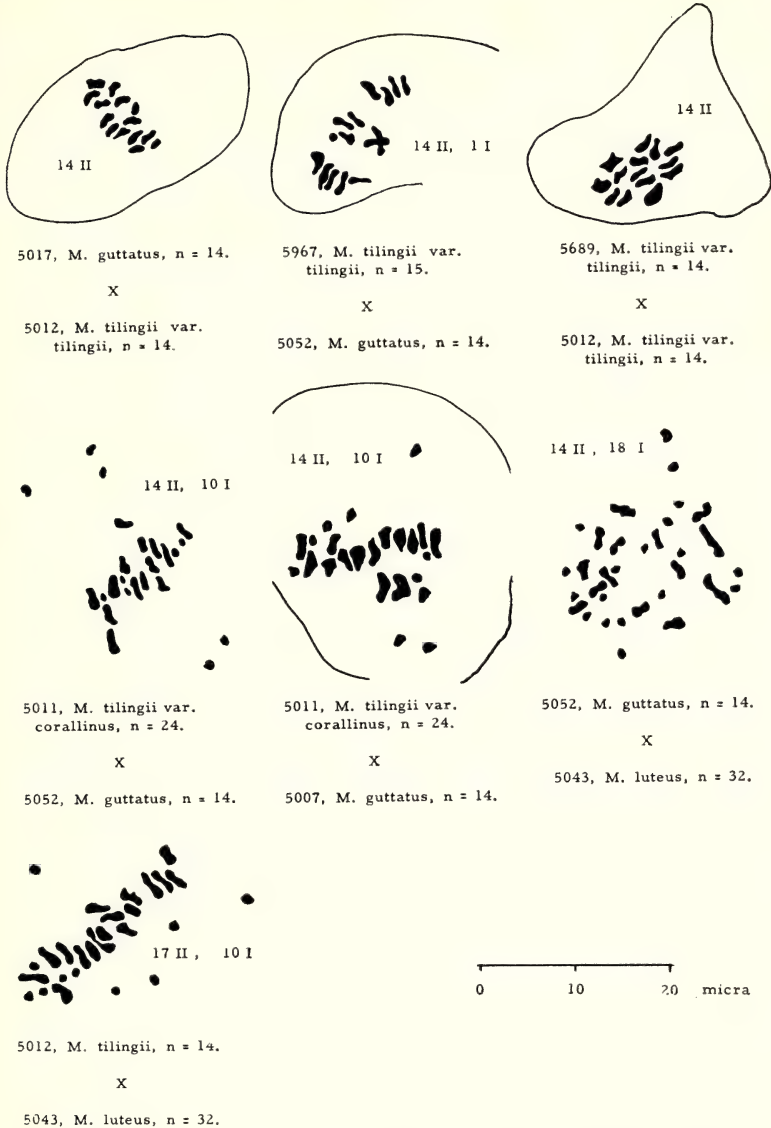 14 II
5017, M. guttatus, n = 14.
X
5012, M. tilingii var.
tilingii, n = 14.
14 II, 1 I
5967, M. tilingii var.
tilingii, n = 15.
X
5052, M. guttatus, n = 14.
14 II
5689, M. tilingii var.
tilingii, n = 14.
X
5012, M. tilingii var.
tilingii, n = 14.
14 II, 10 I
5011, M. tilingii var.
corallinus, n = 24.
X
5052, M. guttatus, n = 14.
14 II, 10 I
5011, M. tilingii var.
corallinus, n = 24.
X
5007, M. guttatus, n = 14.
14 II, 18 I
5052, M. guttatus, n = 14.
X
5043, M. luteus, n = 32.
17 II, 10 I
5012, M. tilingii, n = 14.
X
5043, M. luteus, n = 32.
0 10 20 micra